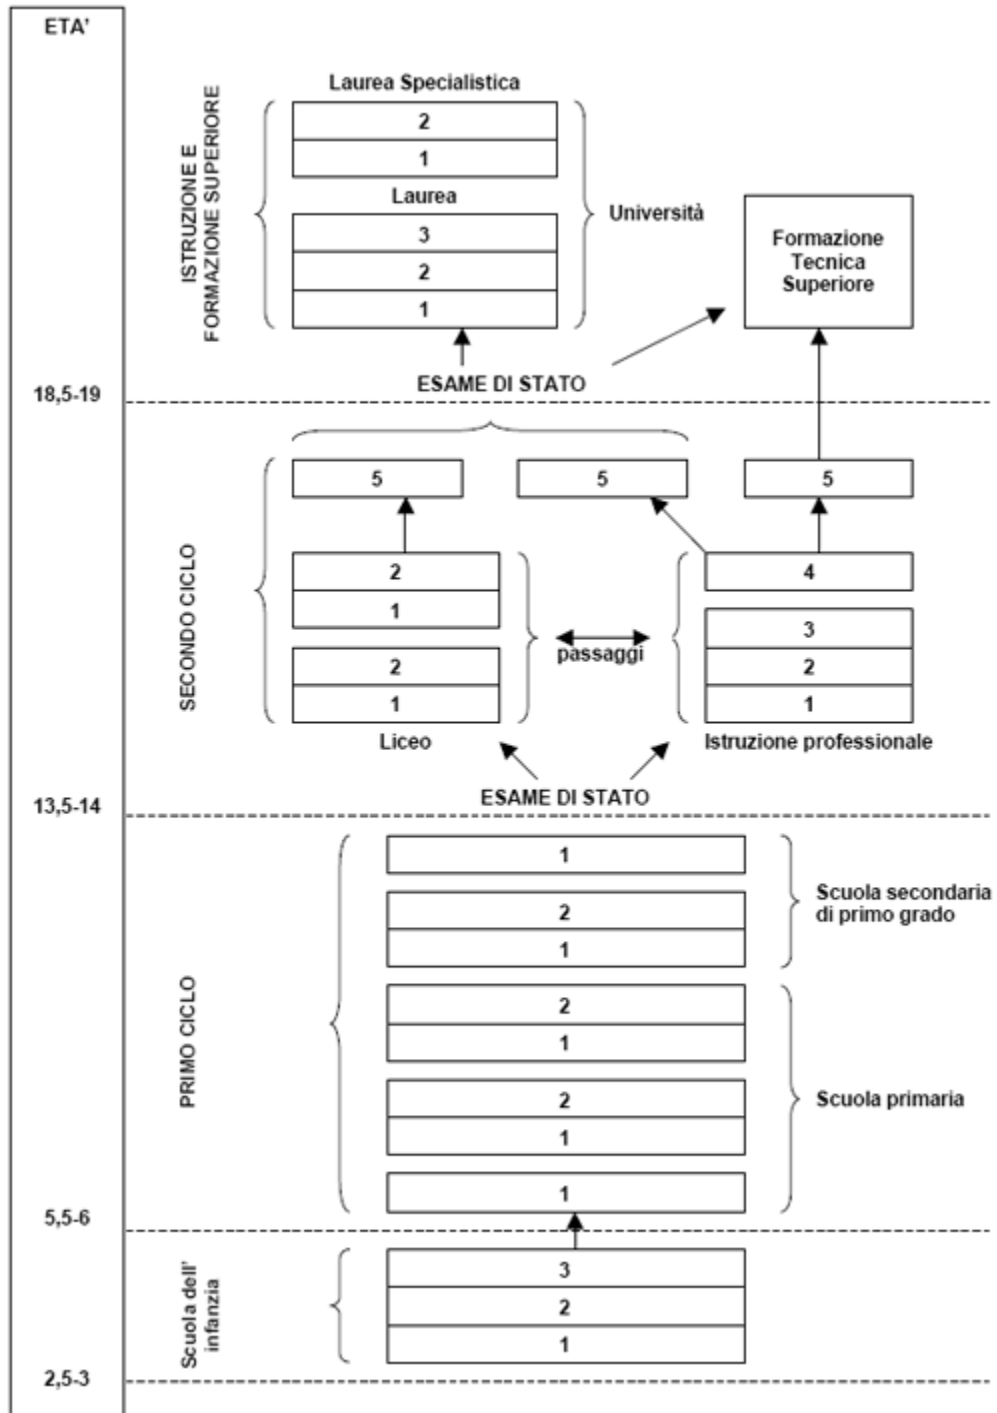 ETA'
Laurea Specialistica
2
1
Laurea
3
2
1
ISTRUZIONE E
FORMAZIONE SUPERIORE
Università
Formazione
Tecnica
Superiore
ESAME DI STATO
18,5-19
5
5
5
SECONDO CICLO
2
1
2
1
Liceo
passaggi
4
3
2
1
Istruzione professionale
ESAME DI STATO
13,5-14
PRIMO CICLO
1
2
1
Scuola secondaria
di primo grado
2
1
2
1
1
Scuola primaria
5,5-6
Scuola dell'
infanzia
3
2
1
2,5-3